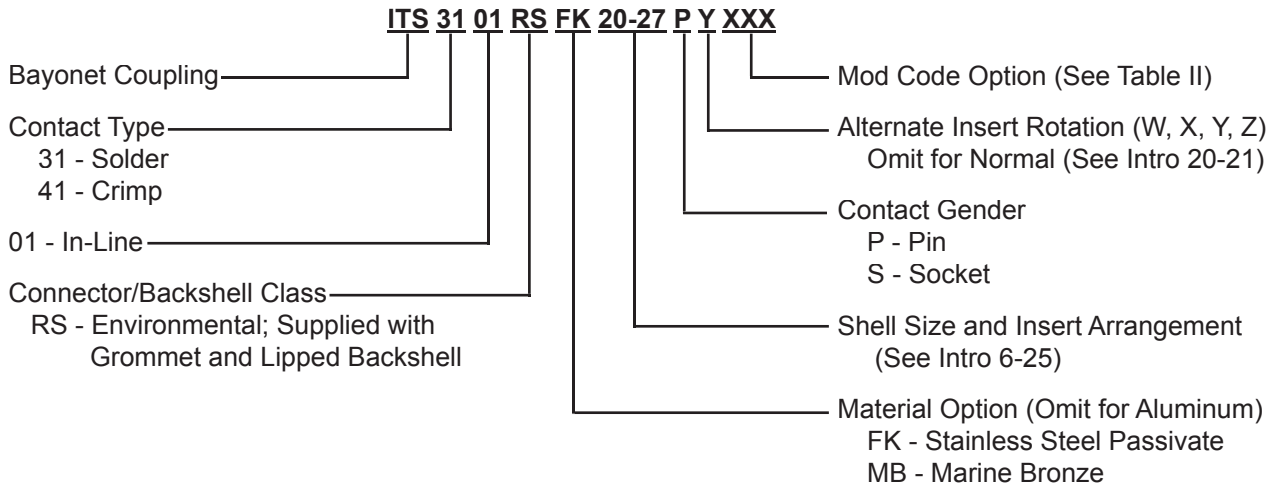 ITS 31 01 RS FK 20-27 P Y XXX
Bayonet Coupling
Contact Type
31 - Solder
41 - Crimp
01 - In-Line
Connector/Backshell Class
RS - Environmental; Supplied with
Grommet and Lipped Backshell
Mod Code Option (See Table II)
Alternate Insert Rotation (W, X, Y, Z)
Omit for Normal (See Intro 20-21)
Contact Gender
P - Pin
S - Socket
Shell Size and Insert Arrangement
(See Intro 6-25)
Material Option (Omit for Aluminum)
FK - Stainless Steel Passivate
MB - Marine Bronze